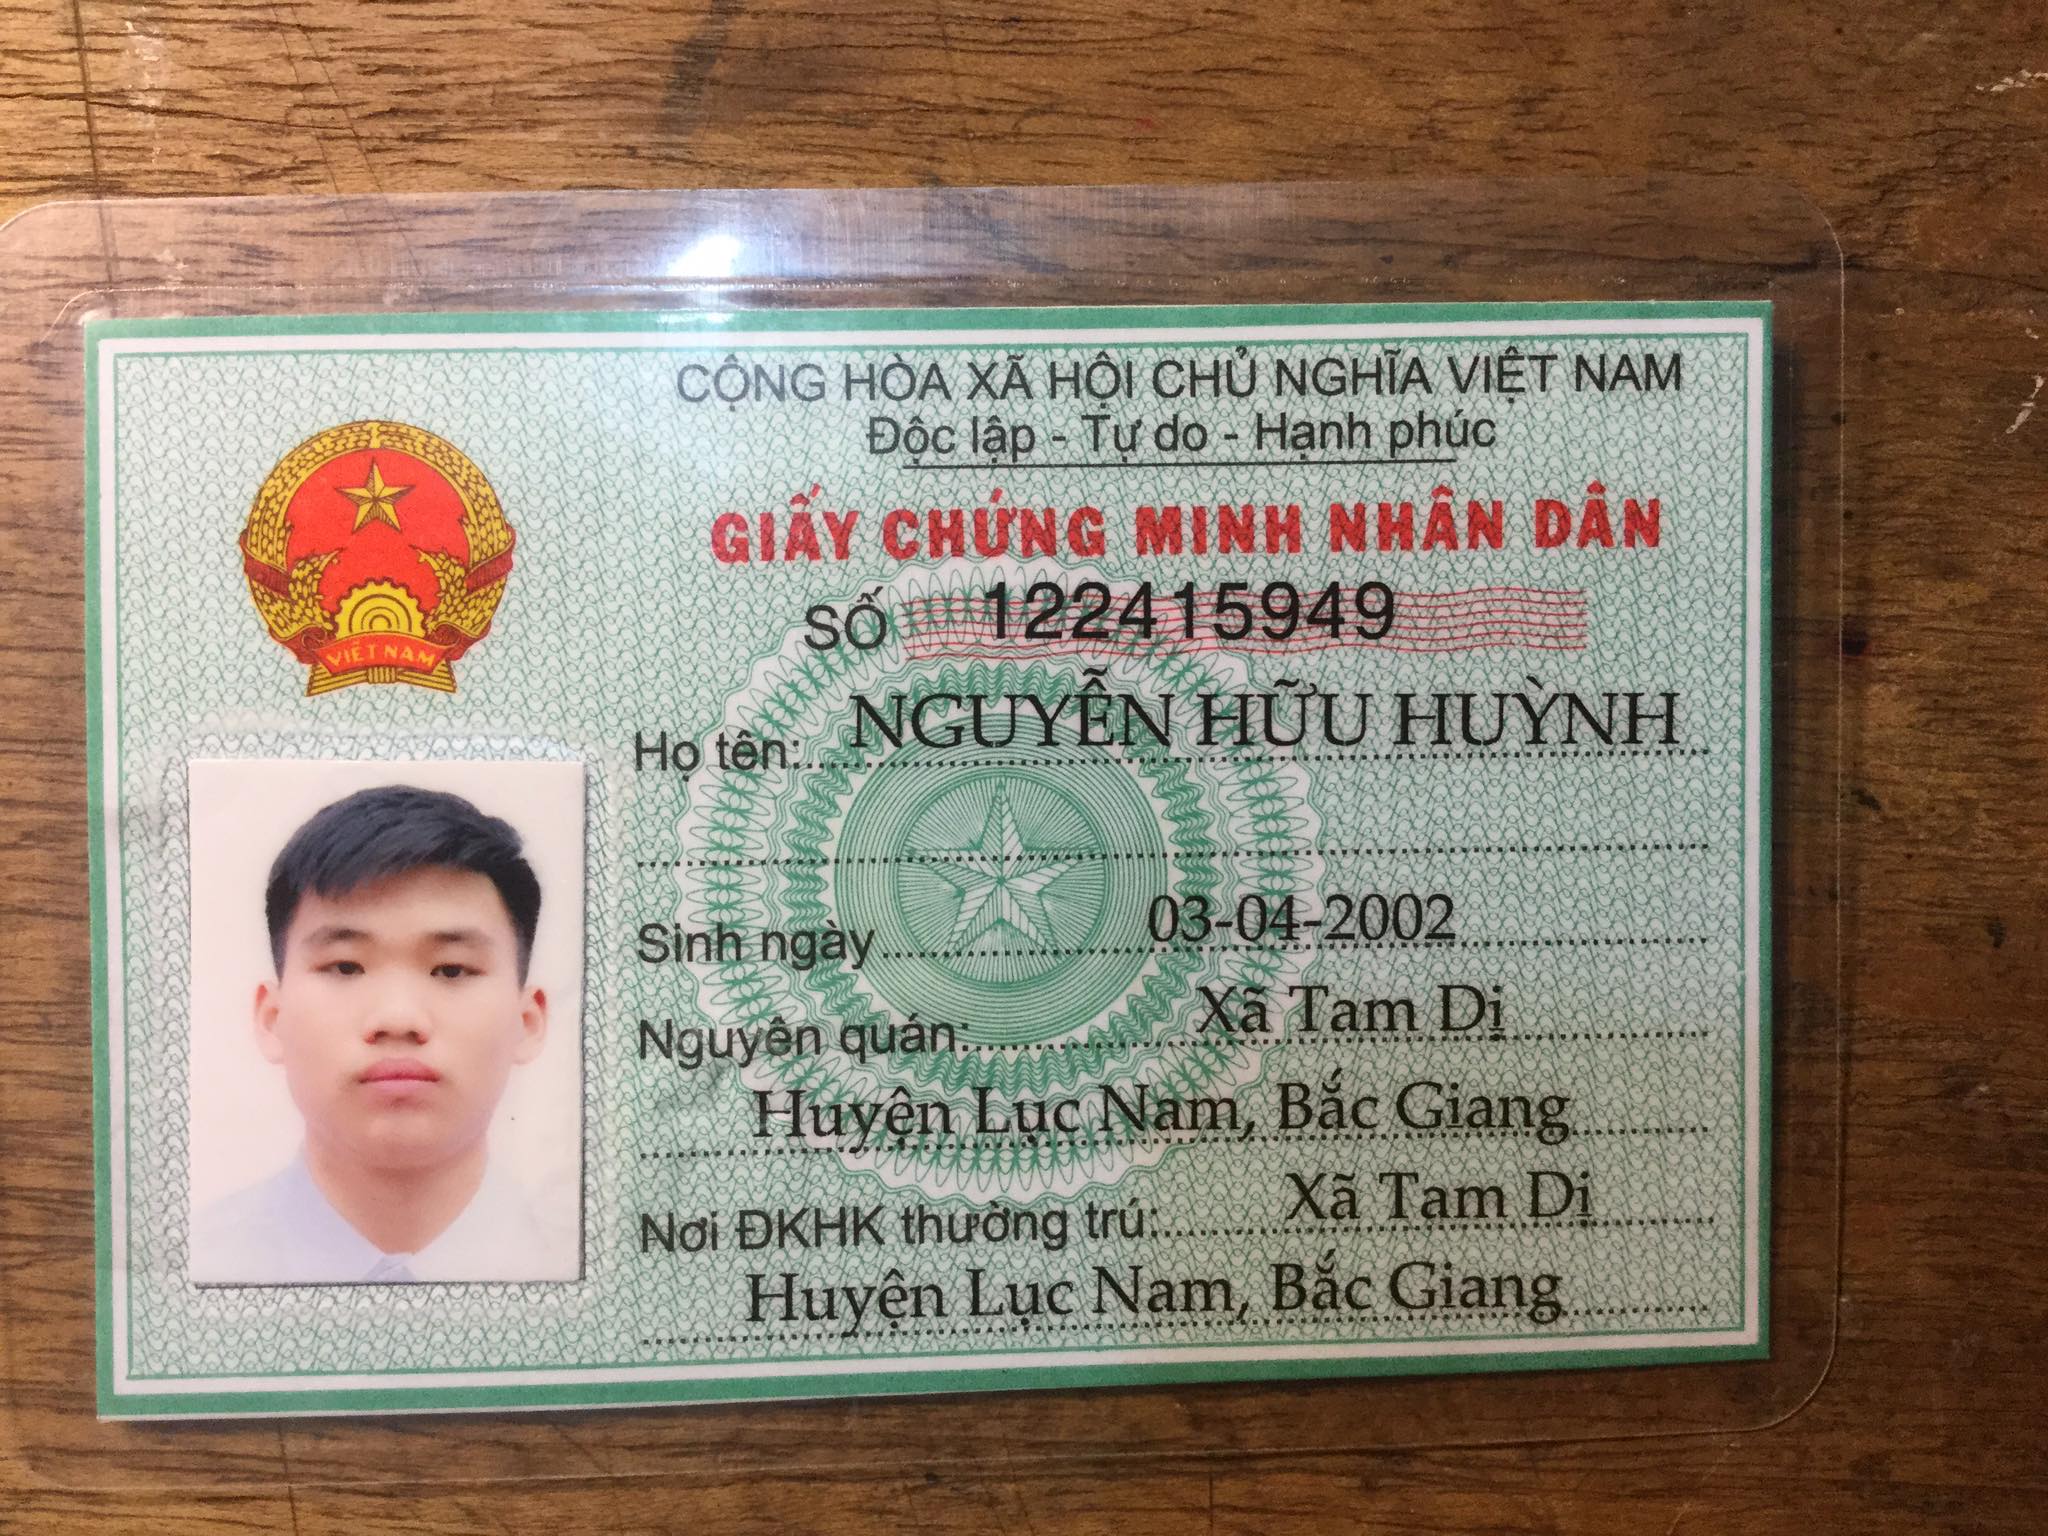 CỘNG HÒA XÃ HỘI CHỦ NGHĨA VIỆT NAM
Độc lập - Tự do - Hạnh phúc
GIẤY CHỨNG MINH NHÂN DÂN
SỐ 122415949
VIỆT NAM
Họ tên: NGUYỄN HỮU HUỲNH
Sinh ngày 03-04-2002
Nguyên quán: Xã Tam Dị
Huyện Lục Nam, Bắc Giang
Nơi ĐKHK thường trú: Xã Tam Dị
Huyện Lục Nam, Bắc Giang